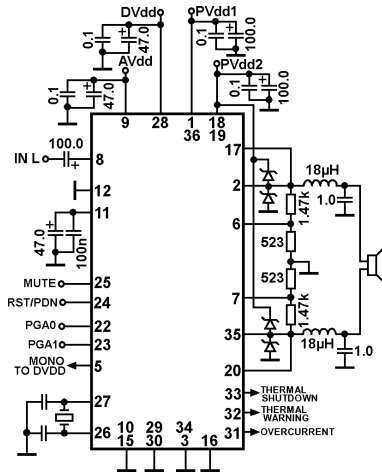 DVdd
PVdd1
0.1
47.0
0.1
100.0
AVdd
PVdd2
0.1
47.0
0.1
100.0
9
28
1
36
18
19
100.0
17
IN L
8
18µH
2
1.0
12
1.47k
11
6
47.0
100n
523
523
MUTE
25
7
RST/PDN
24
1.47k
PGA0
22
35
PGA1
23
18µH
1.0
MONO
TO DVDD
5
20
33
THERMAL
SHUTDOWN
27
32
THERMAL
WARNING
26
10
15
29
30
34
3
16
31
OVERCURRENT